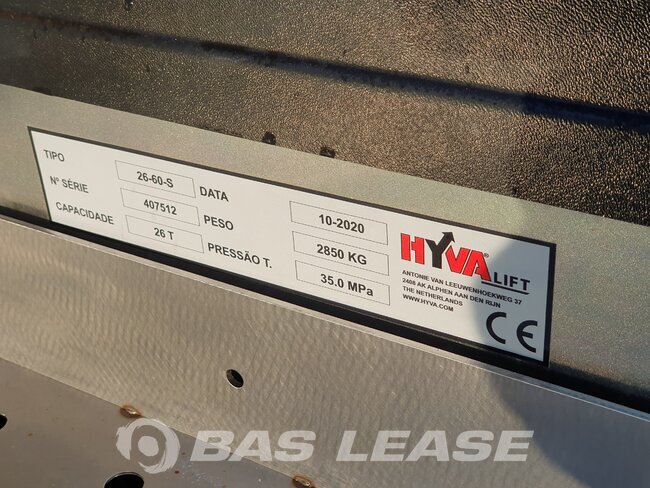 TIPO 26-60-S DATA 10-2020
Nº SÉRIE 407512 PESO 2850 KG
CAPACIDADE 26 T PRESSÃO T. 35.0 MPa
HYVA LIFT
ANTONIE VAN LEEUWENHOEKWEG 37
2408 AK ALPHEN AAN DEN RIJN
THE NETHERLANDS
WWW.HYVA.COM
CE
BAS LEASE